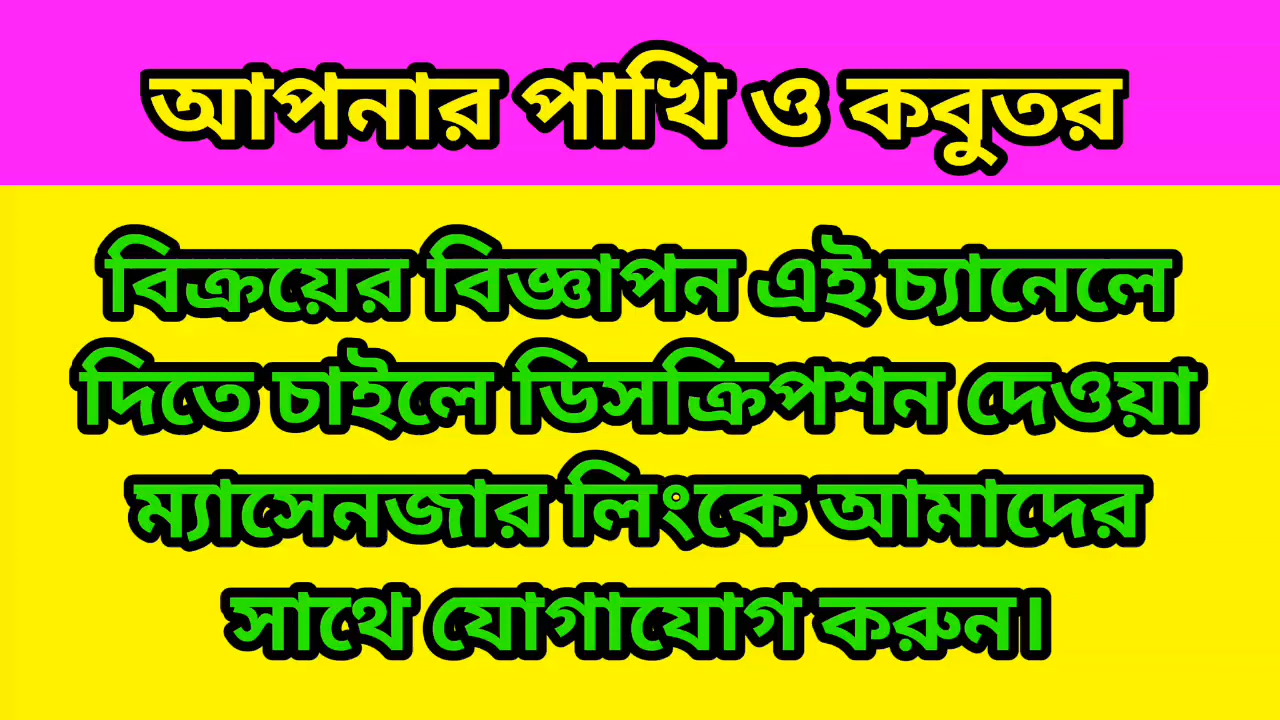 আপনার পাখি ও কবুতর
বিক্রয়ের বিজ্ঞাপন এই চ্যানেলে
দিতে চাইলে ডিসক্রিপশন দেওয়া
ম্যাসেনজার লিংকে আমাদের
সাথে যোগাযোগ করুন।